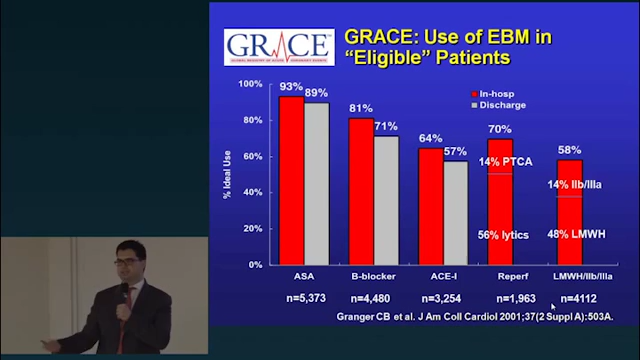 GRACE
GLOBAL REGISTRY OF ACUTE CORONARY EVENTS
GRACE: Use of EBM in
“Eligible” Patients
In-hosp
Discharge
% Ideal Use
100%
80%
60%
40%
20%
0%
93%
89%
81%
71%
64%
57%
70%
14% PTCA
56% lytics
58%
14% IIb/IIIa
48% LMWH
ASA
B-blocker
ACE-I
Reperf
LMWH/IIb/IIIa
n=5,373
n=4,480
n=3,254
n=1,963
n=4112
Granger CB et al. J Am Coll Cardiol 2001;37(2 Suppl A):503A.